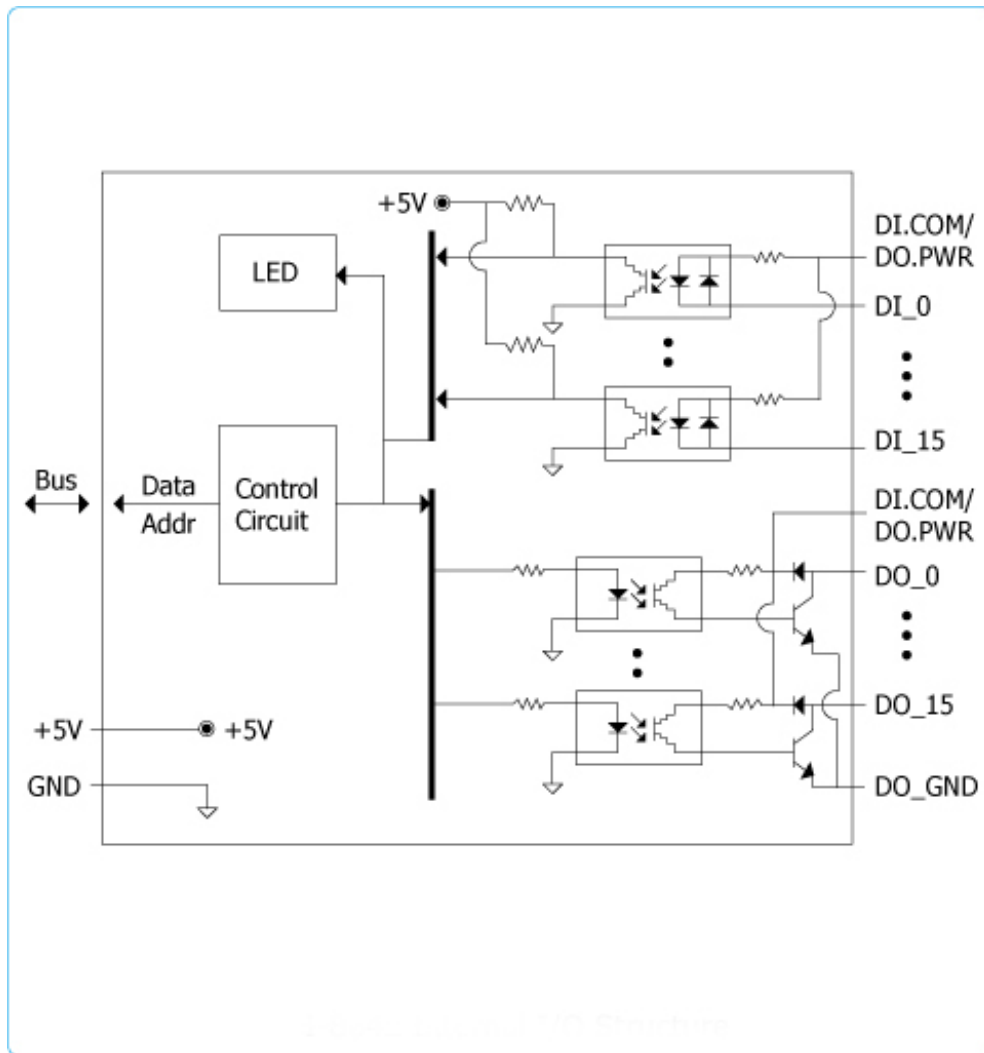 +5V
LED
DI.COM/
DO.PWR
DI_0
DI_15
Bus
Data
Addr
Control
Circuit
DI.COM/
DO.PWR
DO_0
DO_15
+5V
+5V
GND
DO_GND
I/O Structure